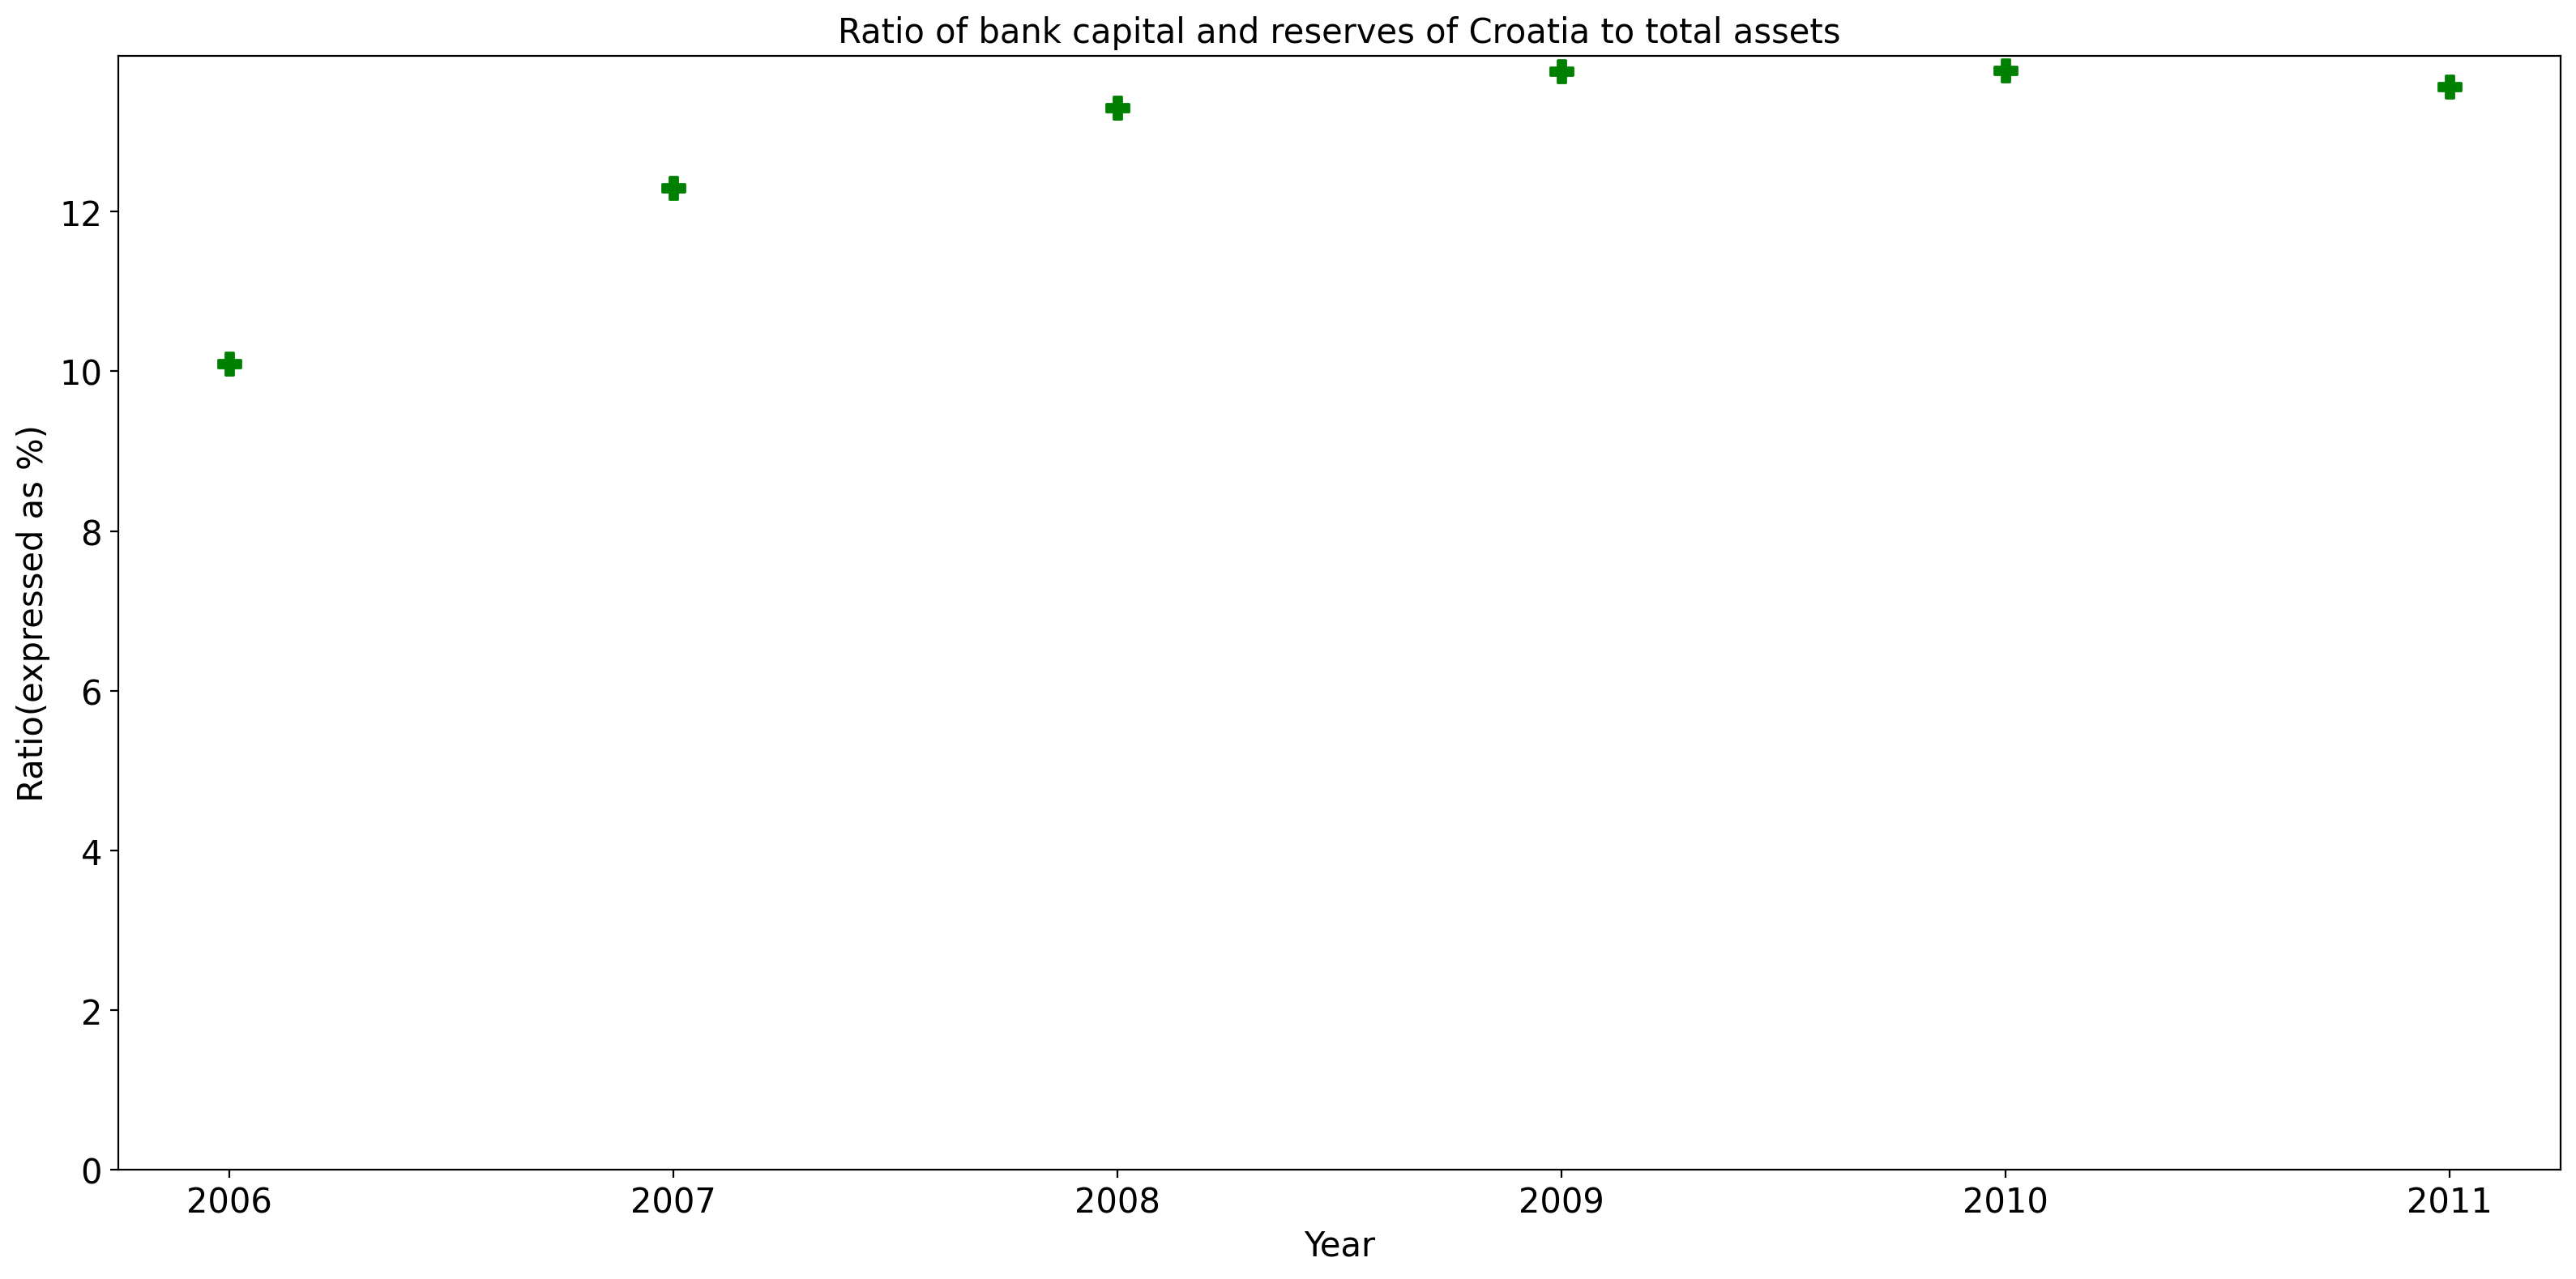 Ratio of bank capital and reserves of Croatia to total assets
Ratio(expressed as %)
12
10
8
6
4
2
0
2006 2007 2008 2009 2010 2011
Year